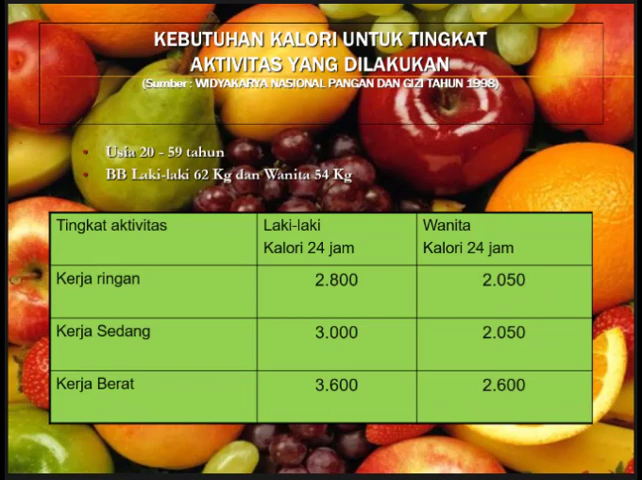 KEBUTUHAN KALORI UNTUK TINGKAT
AKTIVITAS YANG DILAKUKAN
(Sumber : WIDYAKARYA NASIONAL PANGAN DAN GIZI TAHUN 1998)
• Usia 20 - 59 tahun
• BB Laki-laki 62 Kg dan Wanita 54 Kg
Tingkat aktivitas Laki-laki Wanita
Kalori 24 jam Kalori 24 jam
Kerja ringan 2.800 2.050
Kerja Sedang 3.000 2.050
Kerja Berat 3.600 2.600